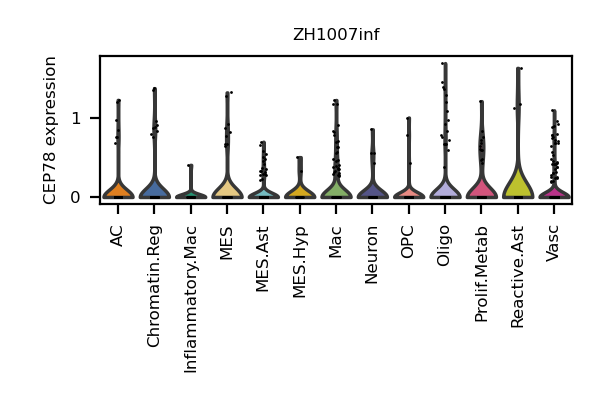 ZH1007inf
CEP78 expression
1
0
AC
Chromatin.Reg
Inflammatory.Mac
MES
MES.Ast
MES.Hyp
Mac
Neuron
OPC
Oligo
Prolif.Metab
Reactive.Ast
Vasc